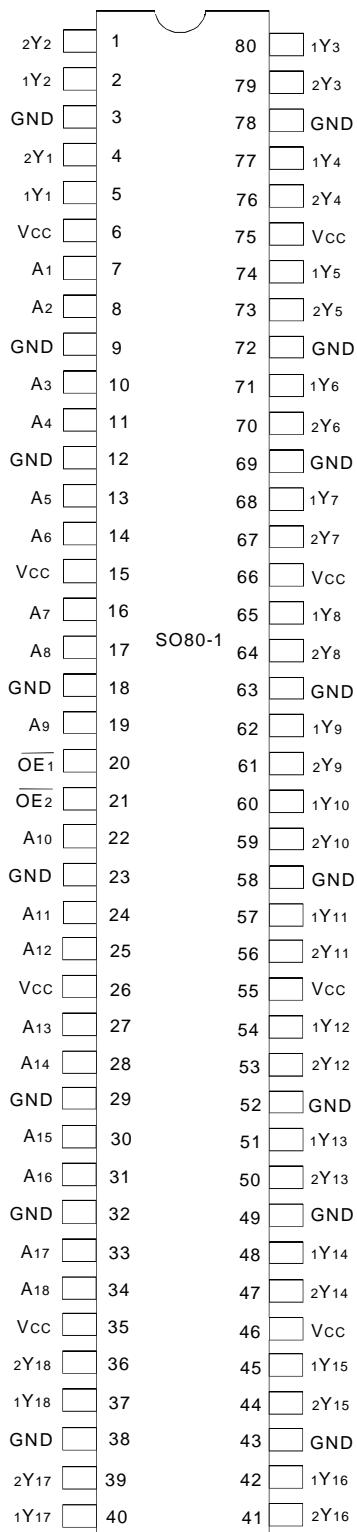 2Y2 1 80 1Y3
1Y2 2 79 2Y3
GND 3 78 GND
2Y1 4 77 1Y4
1Y1 5 76 2Y4
VCC 6 75 VCC
A1 7 74 1Y5
A2 8 73 2Y5
GND 9 72 GND
A3 10 71 1Y6
A4 11 70 2Y6
GND 12 69 GND
A5 13 68 1Y7
A6 14 67 2Y7
VCC 15 66 VCC
A7 16 65 1Y8
A8 17 SO80-1 64 2Y8
GND 18 63 GND
A9 19 62 1Y9
OE1 20 61 2Y9
OE2 21 60 1Y10
A10 22 59 2Y10
GND 23 58 GND
A11 24 57 1Y11
A12 25 56 2Y11
VCC 26 55 VCC
A13 27 54 1Y12
A14 28 53 2Y12
GND 29 52 GND
A15 30 51 1Y13
A16 31 50 2Y13
GND 32 49 GND
A17 33 48 1Y14
A18 34 47 2Y14
VCC 35 46 VCC
2Y18 36 45 1Y15
1Y18 37 44 2Y15
GND 38 43 GND
2Y17 39 42 1Y16
1Y17 40 41 2Y16